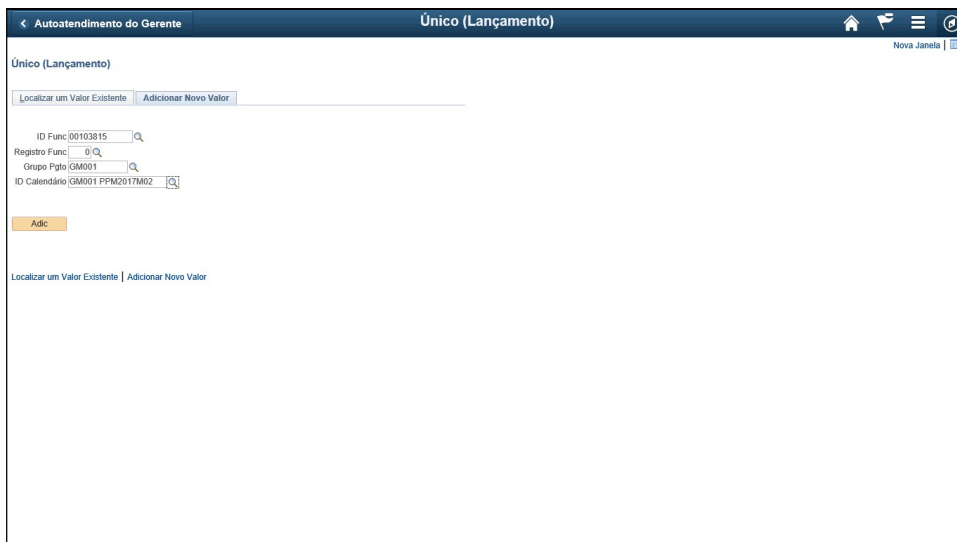 Autoatendimento do Gerente
Único (Lançamento)
Nova Janela |
Único (Lançamento)
Localizar um Valor Existente
Adicionar Novo Valor
ID Func 00103815
Registro Func 0
Grupo Pgto GM001
ID Calendário GM001 PPM2017M02
Adic
Localizar um Valor Existente | Adicionar Novo Valor